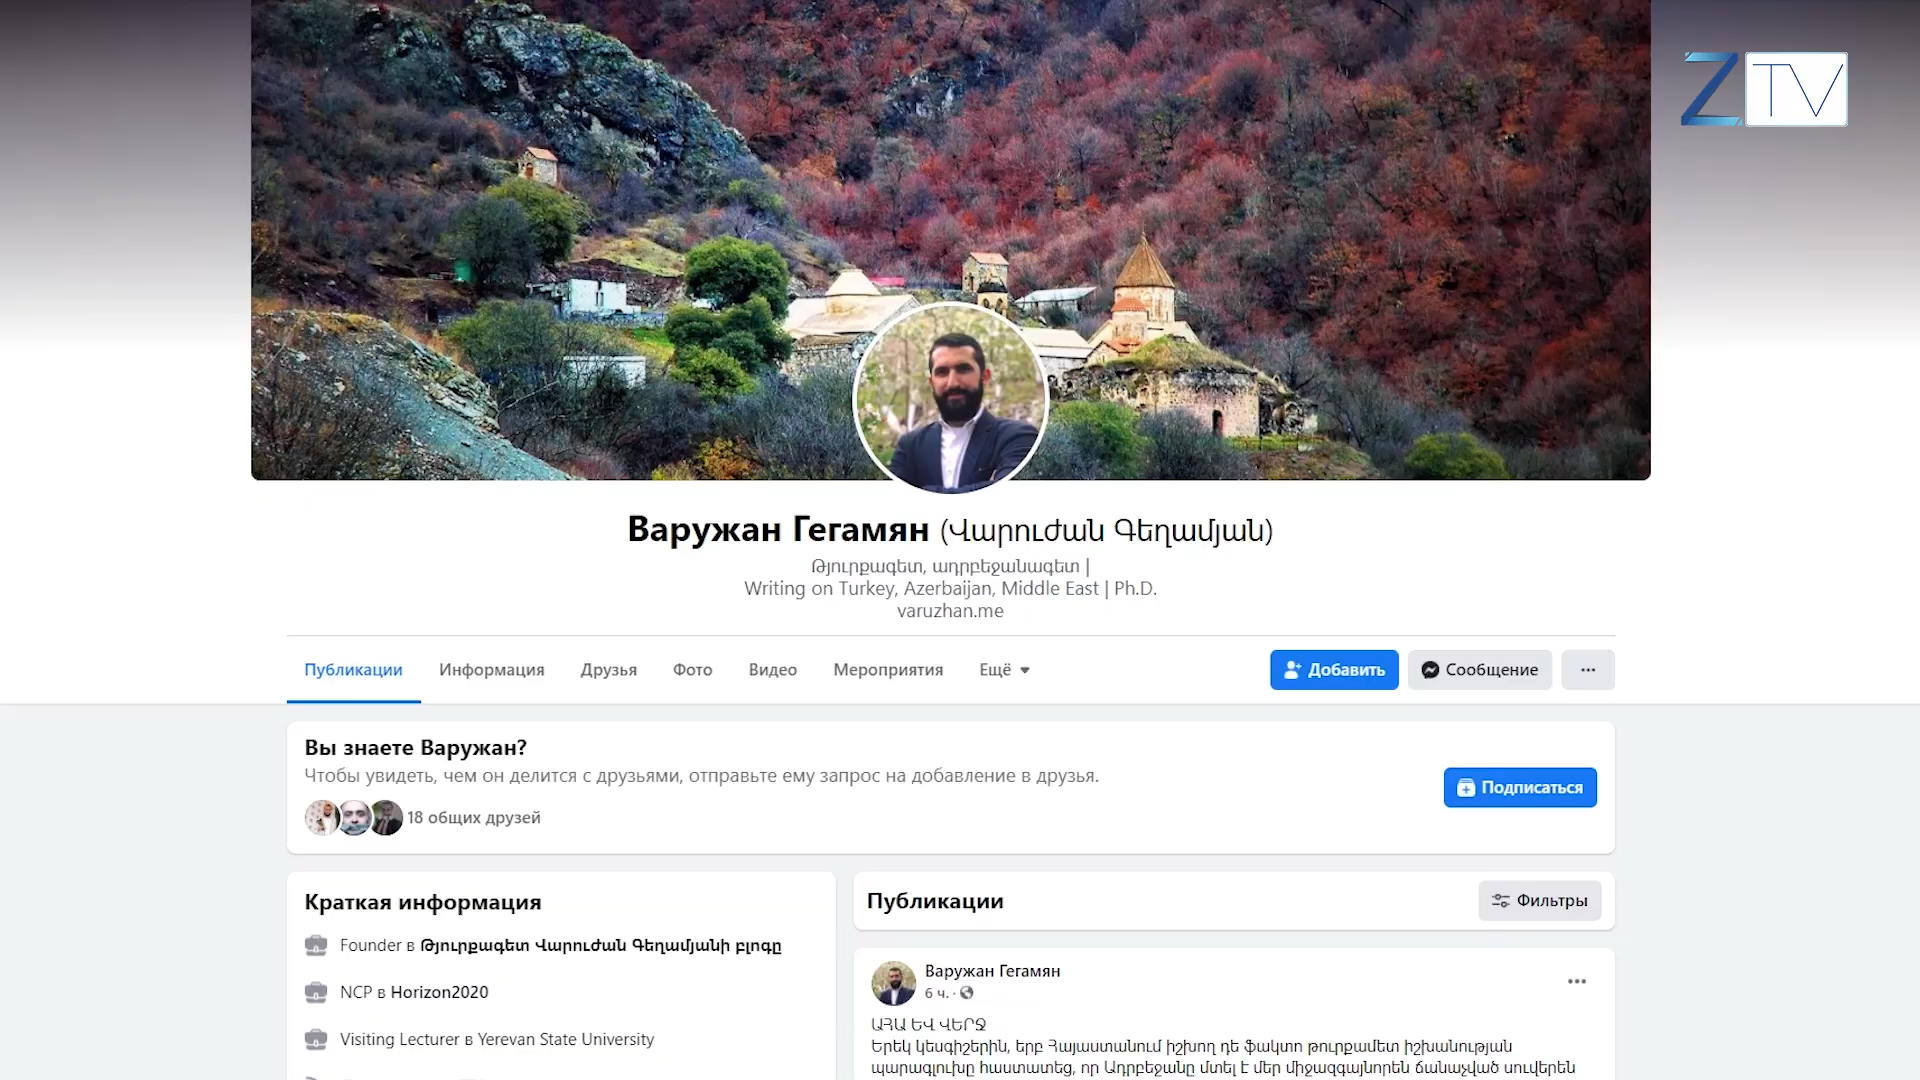 ZTV
Варужан Гегамян (Վարուժան Գեղամյան)
Թյուրքագետ, ադրբեջանագետ |
Writing on Turkey, Azerbaijan, Middle East | Ph.D.
varuzhan.me
Публикации Информация Друзья Фото Видео Мероприятия Ещё Добавить Сообщение ...
Вы знаете Варужан?
Чтобы увидеть, чем он делится с друзьями, отправьте ему запрос на добавление в друзья.
Подписаться
18 общих друзей
Краткая информация
Founder в Թյուրքագետ Վարուժան Գեղամյանի բլոգը
NCP в Horizon2020
Visiting Lecturer в Yerevan State University
Публикации Фильтры
Варужан Гегамян
6 ч. ·
ԱՀԱ ԵՎ ՎԵՐՋ
Երեկ կեսգիշերին, երբ Հայաստանում իշխող դե ֆակտո թուրքամետ իշխանության
պարագլուխը հաստատեց, որ Ադրբեջանը մտել է մեր միջազգայնորեն ճանաչված սուվերեն